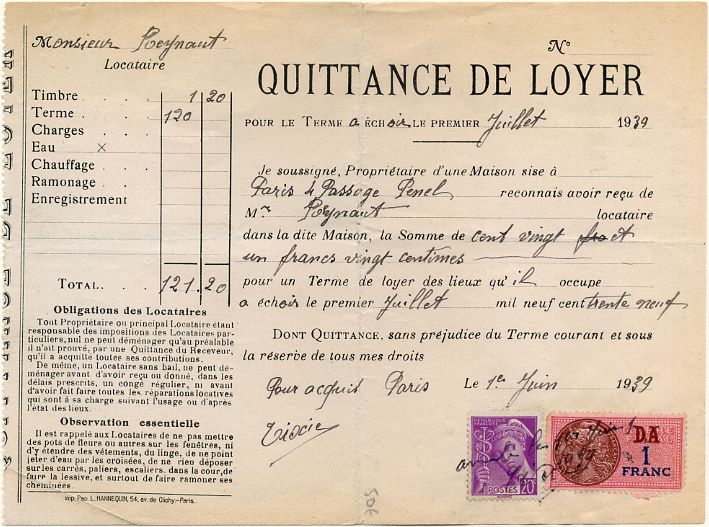 Monsieur Reynaut
Locataire
Timbre . . . 1 20
Terme . . . 120
Charges . . .
Eau x
Chauffage . .
Ramonage . .
Enregistrement
TOTAL. . . 121.20
Obligations des Locataires
Tout Propriétaire ou principal Locataire étant
responsable des impositions des Locataires par-
ticuliers, nul ne peut déménager qu'au préalable
il n'ait prouvé, par une Quittance du Receveur,
qu'il a acquitté toutes ses contributions.
De même, un Locataire sans bail, ne peut dé-
ménager avant d'avoir reçu ou donné, dans les
délais prescrits, un congé régulier, ni avant
d'avoir fait faire toutes les réparations locatives
qui sont à sa charge suivant l'usage ou d'après
l'état des lieux.
Observation essentielle
Il est rappelé aux Locataires de ne pas mettre
des pots de fleurs ou autres sur les fenêtres, ni
d'y étendre des vêtements, du linge, de ne point
jeter d'eau par les croisées, de ne rien déposer
sur les carrés, paliers, escaliers, dans la cour, de
faire la lessive, et surtout de faire ramoner ses
cheminées.
Imp. Pap. L. HANNEQUIN, 54, av. de Clichy.-Paris.
N°
QUITTANCE DE LOYER
POUR LE TERME a ÉCHoir LE PREMIER Juillet 1939
Je soussigné, Propriétaire d'une Maison sise à
Paris 4 Passage Penel reconnais avoir reçu de
Mr Reynaut locataire
dans la dite Maison, la Somme de cent vingt et
un francs vingt centimes
pour un Terme de loyer des lieux qu'il occupe
a échoir le premier Juillet mil neuf cent trente neuf
DONT QUITTANCE, sans préjudice du Terme courant et sous
la réserve de tous mes droits
Pour acquit Paris Le 1er Juin 1939
RÉPUBLIQUE FRANÇAISE
POSTES 20c
DA
1
FRANC
705